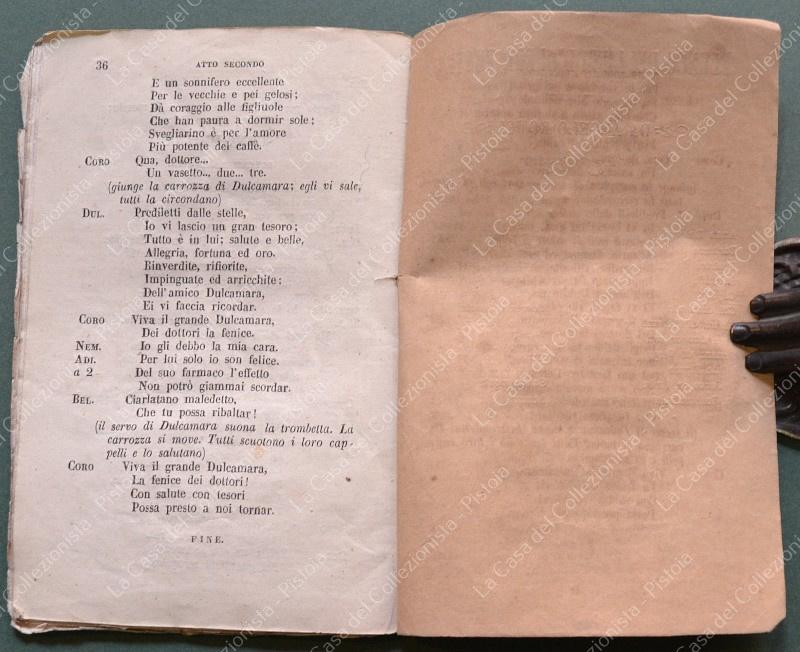 36 ATTO SECONDO
E un sonnifero eccellente
Per le vecchie e pei gelosi;
Dà coraggio alle figliuole
Che han paura a dormir sole;
Svegliarino è per l'amore
Più potente del caffè.
CORO Qua, dottore...
Un vasetto... due... tre.
(giunge la carrozza di Dulcamara; egli vi sale,
tutti la circondano)
DUL. Prediletti dalle stelle,
Io vi lascio un gran tesoro;
Tutto è in lui; salute e belle,
Allegria, fortuna ed oro.
Rinverdite, rifiorite,
Impinguate ed arricchite:
Dell'amico Dulcamara,
Ei vi faccia ricordar.
CORO Viva il grande Dulcamara,
Dei dottori la fenice.
NEM. Io gli debbo la mia cara.
ADI. Per lui solo io son felice.
a 2 Del suo farmaco l'effetto
Non potrò giammai scordar.
BEL. Ciarlatano maledetto,
Che tu possa ribaltar!
(il servo di Dulcamara suona la trombetta. La
carrozza si move. Tutti scuotono i loro cap-
pelli e lo salutano)
CORO Viva il grande Dulcamara,
La fenice dei dottori!
Con salute con tesori
Possa presto a noi tornar.
FINE.
La Casa del Collezionista - Pistoia